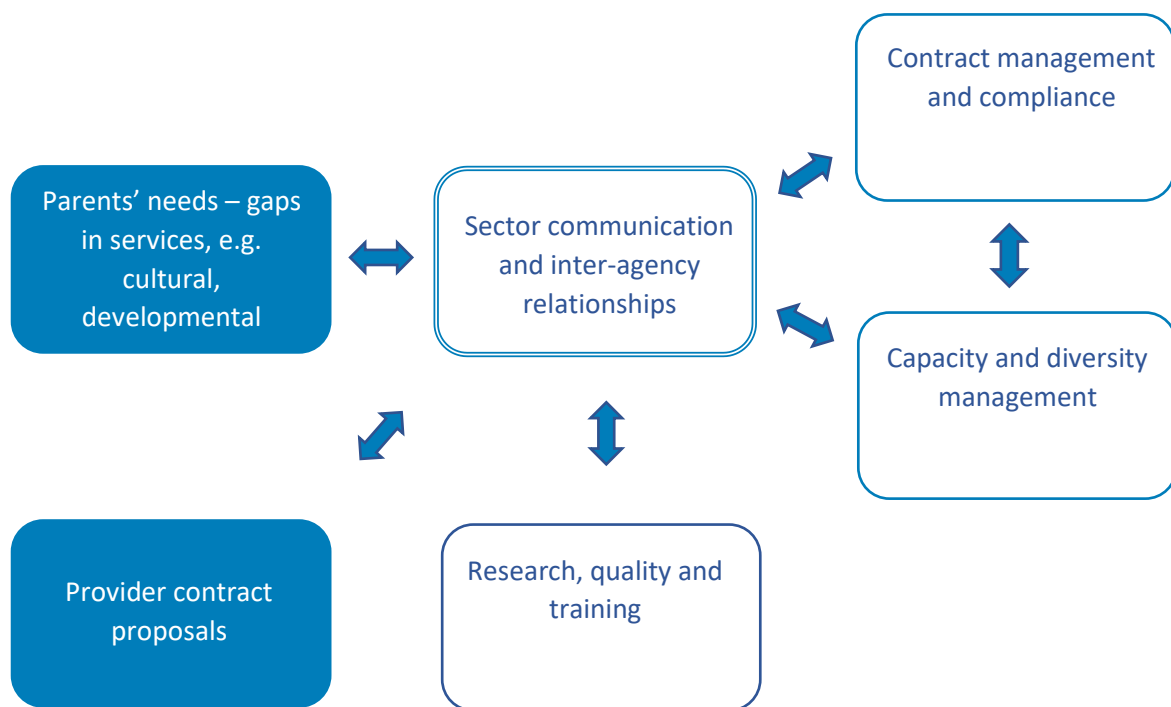 Contract management
and compliance
Parents’ needs – gaps
in services, e.g.
cultural,
developmental
Sector communication
and inter-agency
relationships
Capacity and diversity
management
Provider contract
proposals
Research, quality and
training